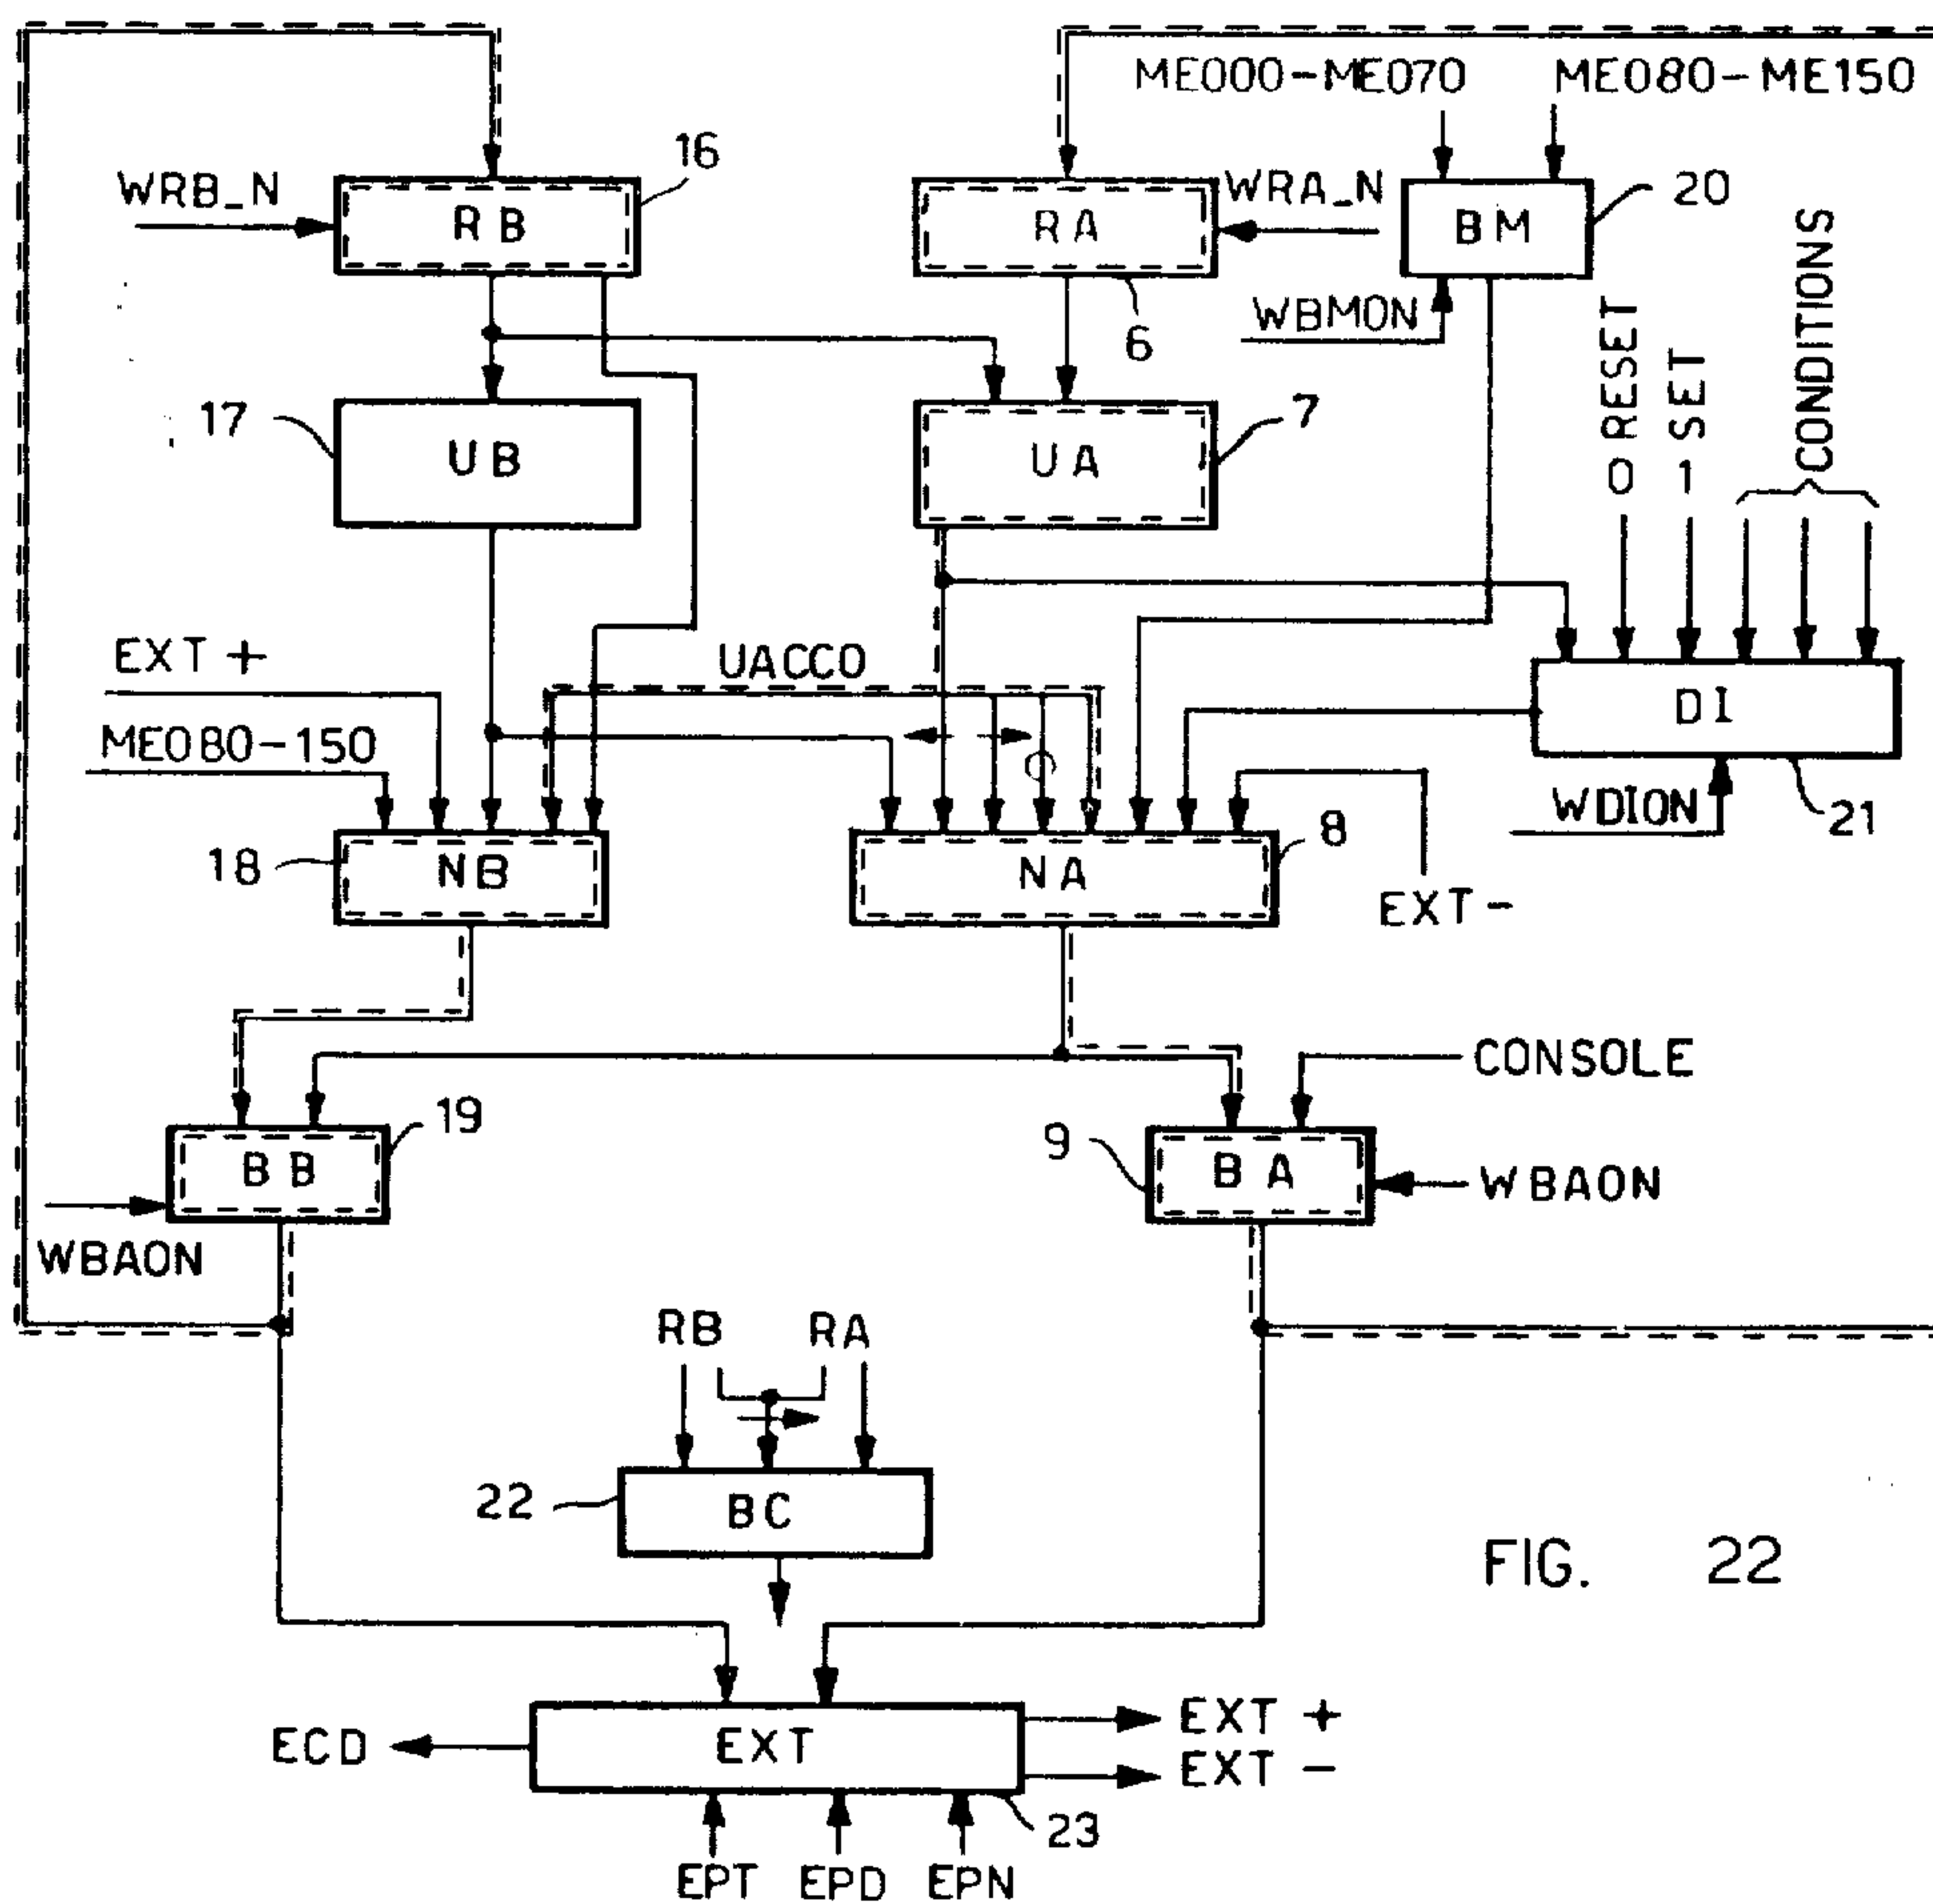 ME000-ME070 ME080-ME150
16
WRB_N
RB
RA
WRA_N
BM
20
6
WBMON
0 RESET
1-SET
CONDITIONS
17
UB
UA
7
EXT +
UACCO
ME080-150
DI
WDION
21
18
NB
NA
8
EXT -
CONSOLE
19
BB
9
BA
WBAON
WBAON
RB RA
22
BC
FIG. 22
ECD
EXT
EXT +
EXT -
23
EPT EPD EPN